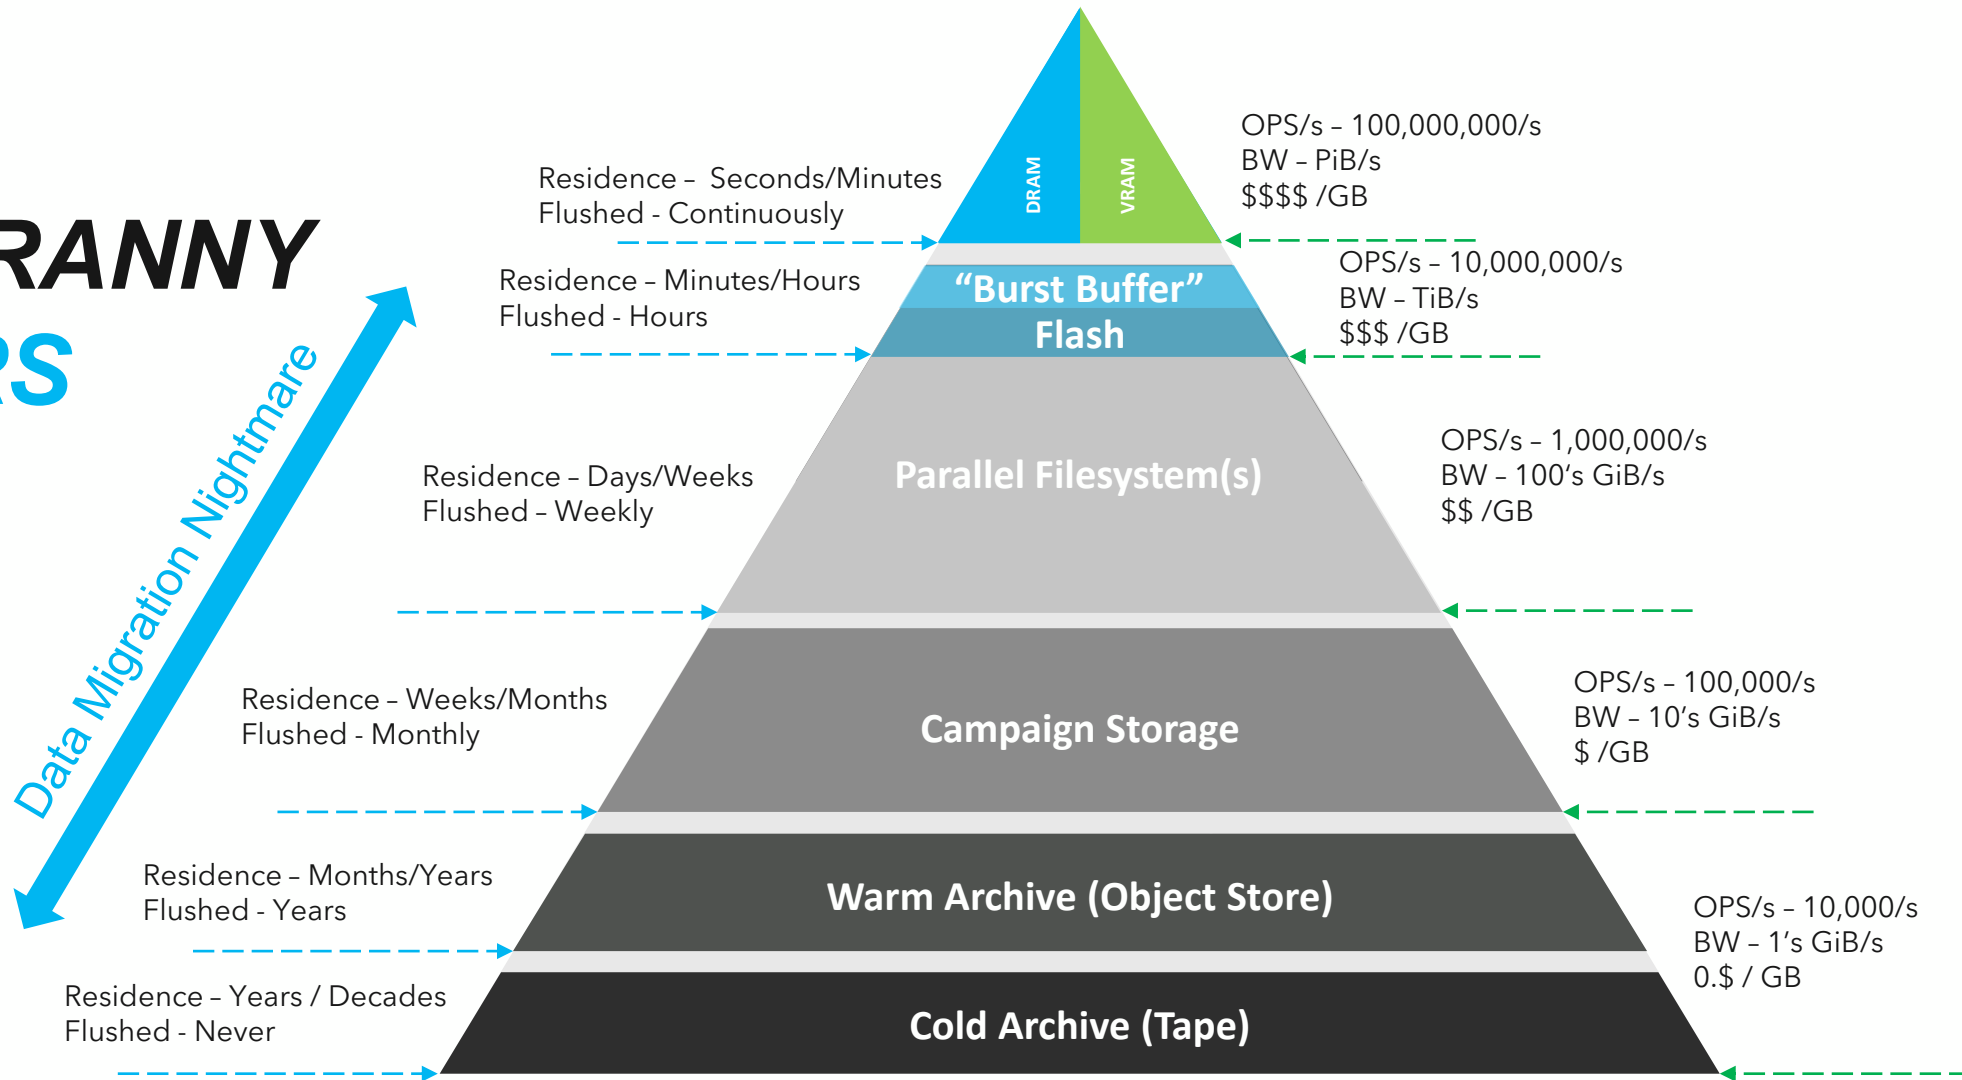 RANNY
RS
Data Migration Nightmare
Residence – Seconds/Minutes
Flushed - Continuously
Residence – Minutes/Hours
Flushed - Hours
Residence – Days/Weeks
Flushed – Weekly
Residence – Weeks/Months
Flushed - Monthly
Residence – Months/Years
Flushed - Years
Residence – Years / Decades
Flushed - Never
DRAM
VRAM
“Burst Buffer”
Flash
Parallel Filesystem(s)
Campaign Storage
Warm Archive (Object Store)
Cold Archive (Tape)
OPS/s – 100,000,000/s
BW – PiB/s
$$$$ /GB
OPS/s – 10,000,000/s
BW – TiB/s
$$$ /GB
OPS/s – 1,000,000/s
BW – 100’s GiB/s
$$ /GB
OPS/s – 100,000/s
BW – 10’s GiB/s
$ /GB
OPS/s – 10,000/s
BW – 1’s GiB/s
0.$ / GB